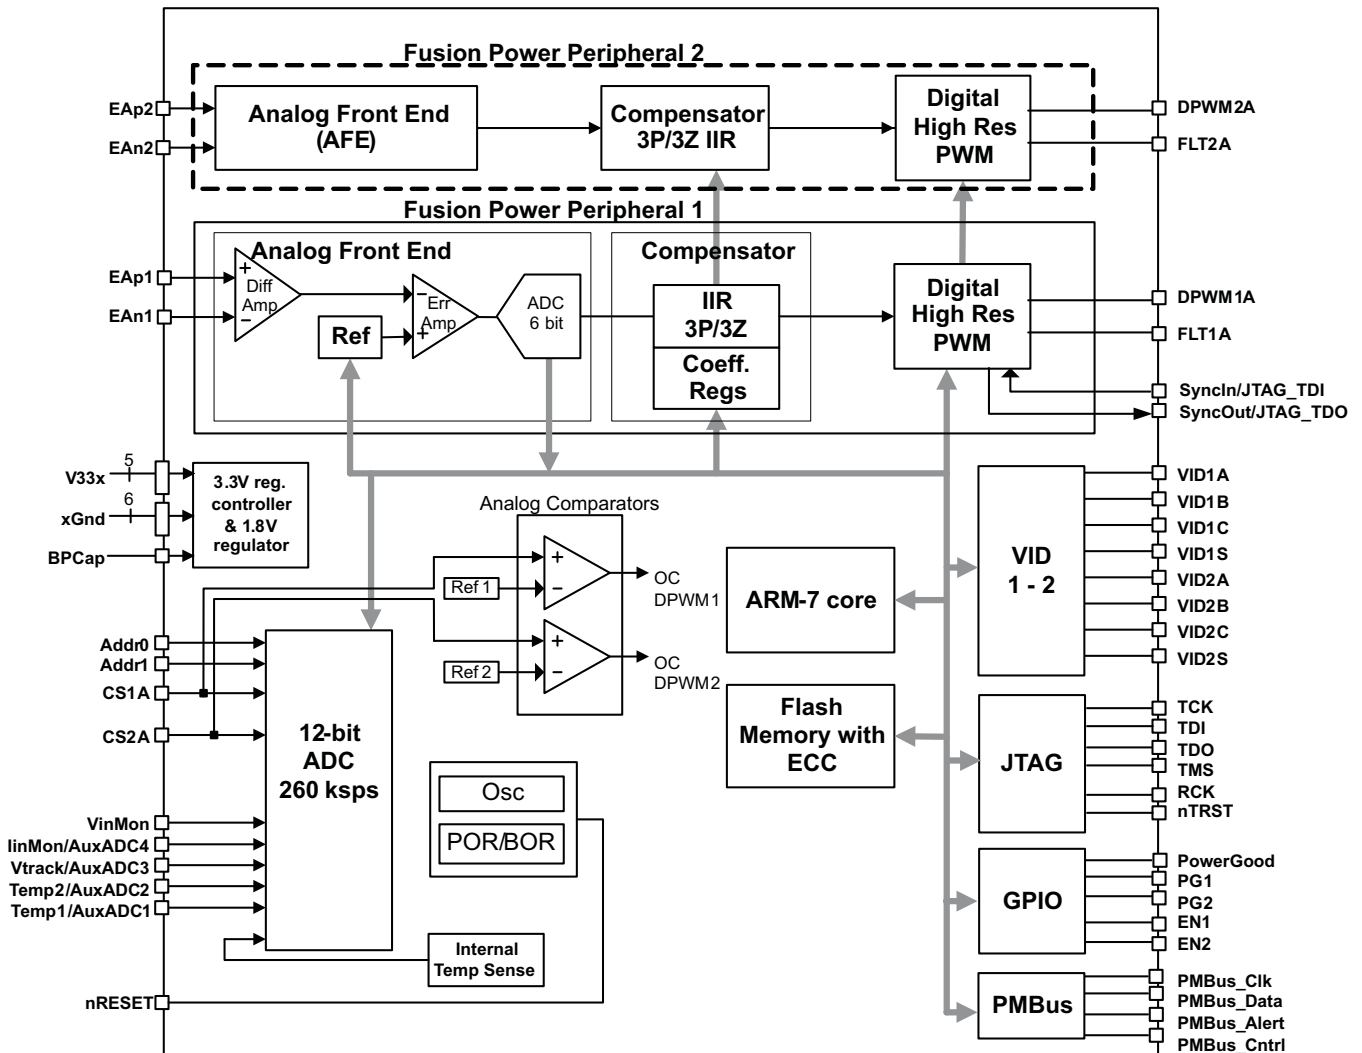 Fusion Power Peripheral 2
EAp2
EAn2
Analog Front End
(AFE)
Compensator
3P/3Z IIR
Digital
High Res
PWM
DPWM2A
FLT2A
Fusion Power Peripheral 1
Analog Front End
Compensator
EAp1
EAn1
+
Diff
Amp
−
Ref
−
Err
Amp
+
ADC
6 bit
IIR
3P/3Z
Coeff.
Regs
Digital
High Res
PWM
DPWM1A
FLT1A
SyncIn/JTAG_TDI
SyncOut/JTAG_TDO
V33x
5
xGnd
6
BPCap
3.3V reg.
controller
& 1.8V
regulator
Analog Comparators
+
−
Ref 1
OC
DPWM1
+
−
Ref 2
OC
DPWM2
ARM-7 core
Flash
Memory with
ECC
VID
1 - 2
VID1A
VID1B
VID1C
VID1S
VID2A
VID2B
VID2C
VID2S
Addr0
Addr1
CS1A
CS2A
VinMon
IinMon/AuxADC4
Vtrack/AuxADC3
Temp2/AuxADC2
Temp1/AuxADC1
nRESET
12-bit
ADC
260 ksps
Osc
POR/BOR
Internal
Temp Sense
JTAG
TCK
TDI
TDO
TMS
RCK
nTRST
GPIO
PowerGood
PG1
PG2
EN1
EN2
PMBus
PMBus_Clk
PMBus_Data
PMBus_Alert
PMBus_Cntrl